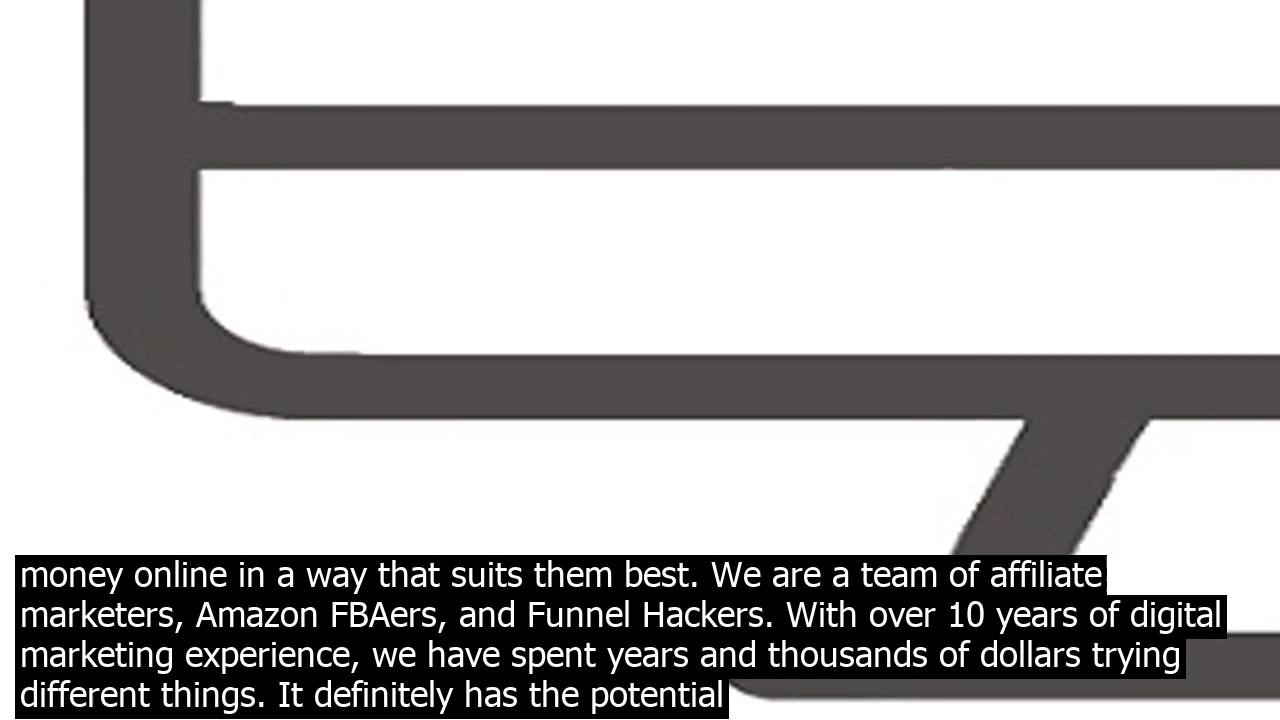 money online in a way that suits them best. We are a team of affiliate
marketers, Amazon FBAers, and Funnel Hackers. With over 10 years of digital
marketing experience, we have spent years and thousands of dollars trying
different things. It definitely has the potential